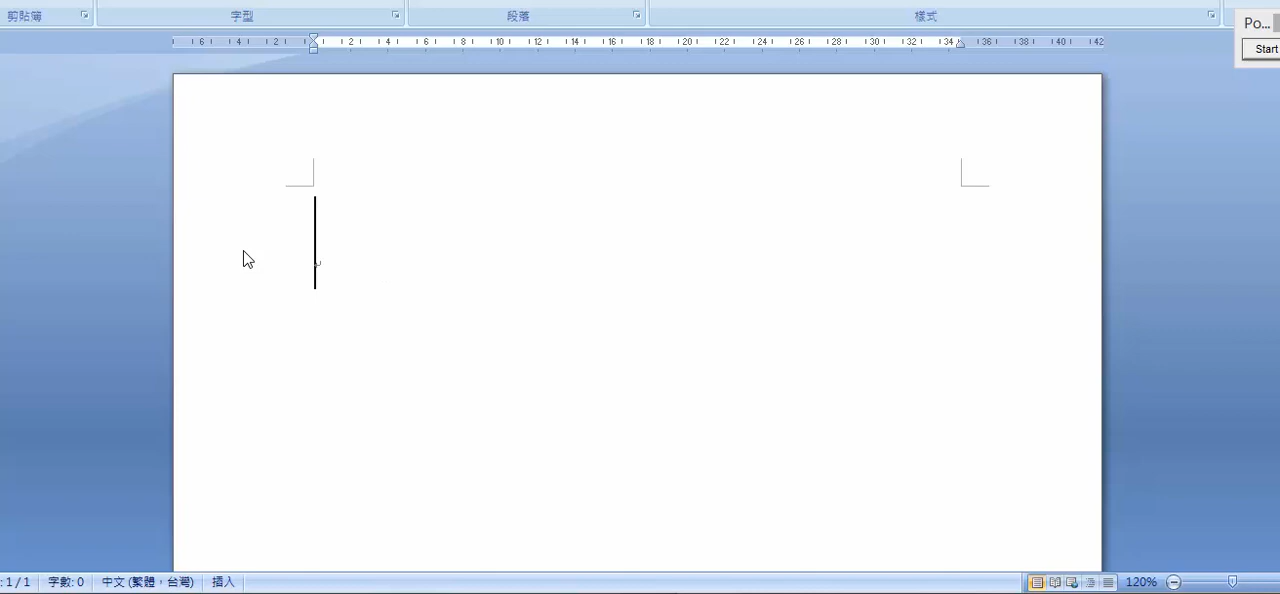 剪貼簿 字型 段落 樣式
Po...
Start
6 4 2 2 4 6 8 10 12 14 16 18 20 22 24 26 28 30 32 34 36 38 40 42
: 1 / 1 字數: 0 中文 (繁體，台灣) 插入 120%